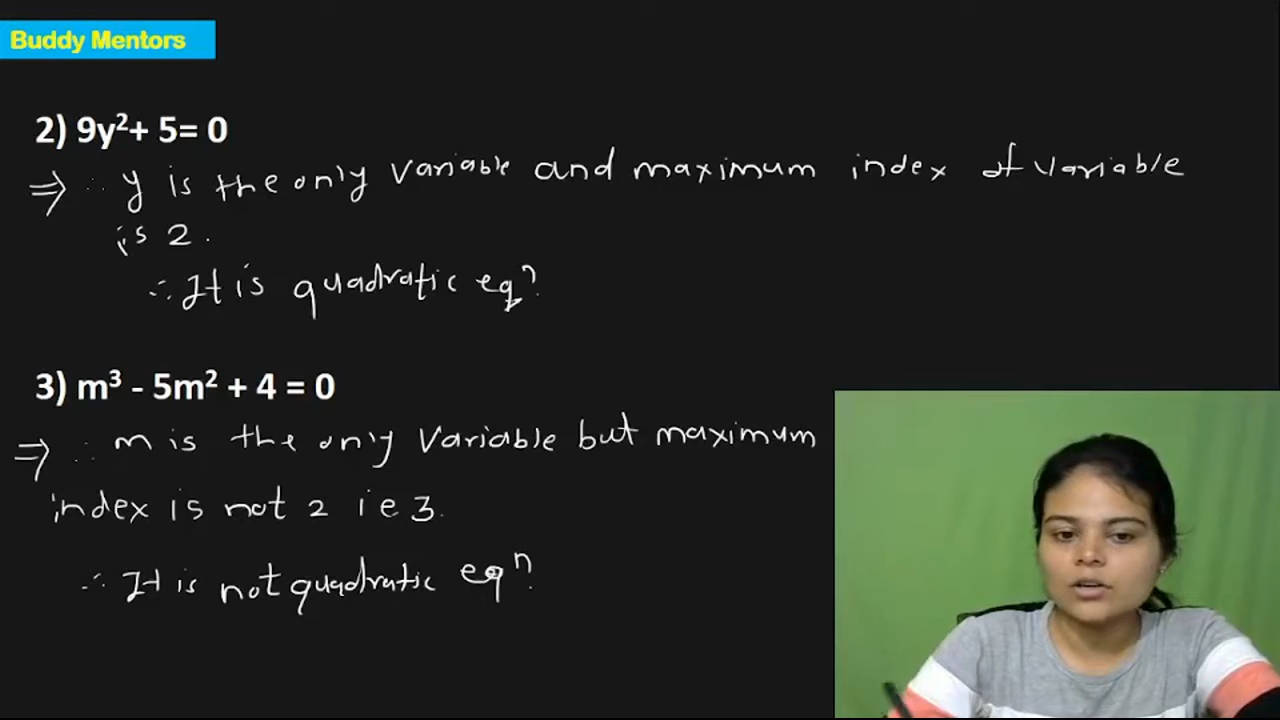 Buddy Mentors
2) 9y²+ 5= 0
⇒ ∵ y is the only variable and maximum index of variable
is 2.
∴ It is quadratic eqⁿ.
3) m³ - 5m² + 4 = 0
⇒ ∵ m is the only variable but maximum
index is not 2 ie 3.
∴ It is not quadratic eqⁿ.